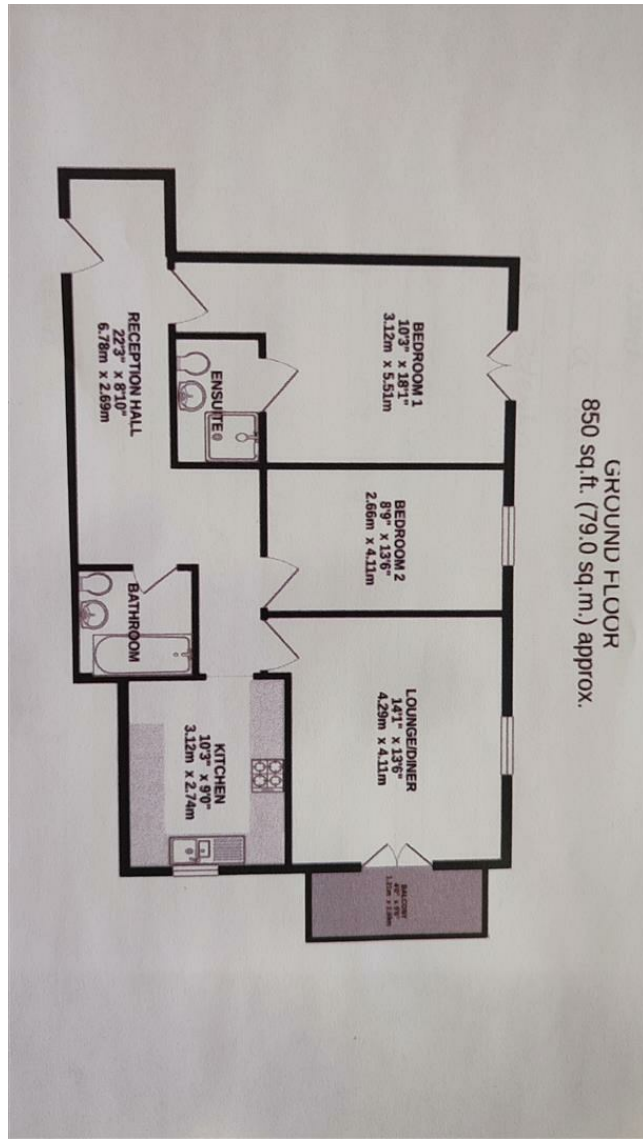 GROUND FLOOR
850 sq.ft. (79.0 sq.m.) approx.
BEDROOM 1
10'3" x 18'1"
3.12m x 5.51m
BEDROOM 2
8'9" x 13'6"
2.66m x 4.11m
LOUNGE/DINER
14'1" x 13'6"
4.29m x 4.11m
BALCONY
ENSUITE
RECEPTION HALL
22'3" x 8'10"
6.78m x 2.69m
BATHROOM
KITCHEN
10'3" x 9'0"
3.12m x 2.74m